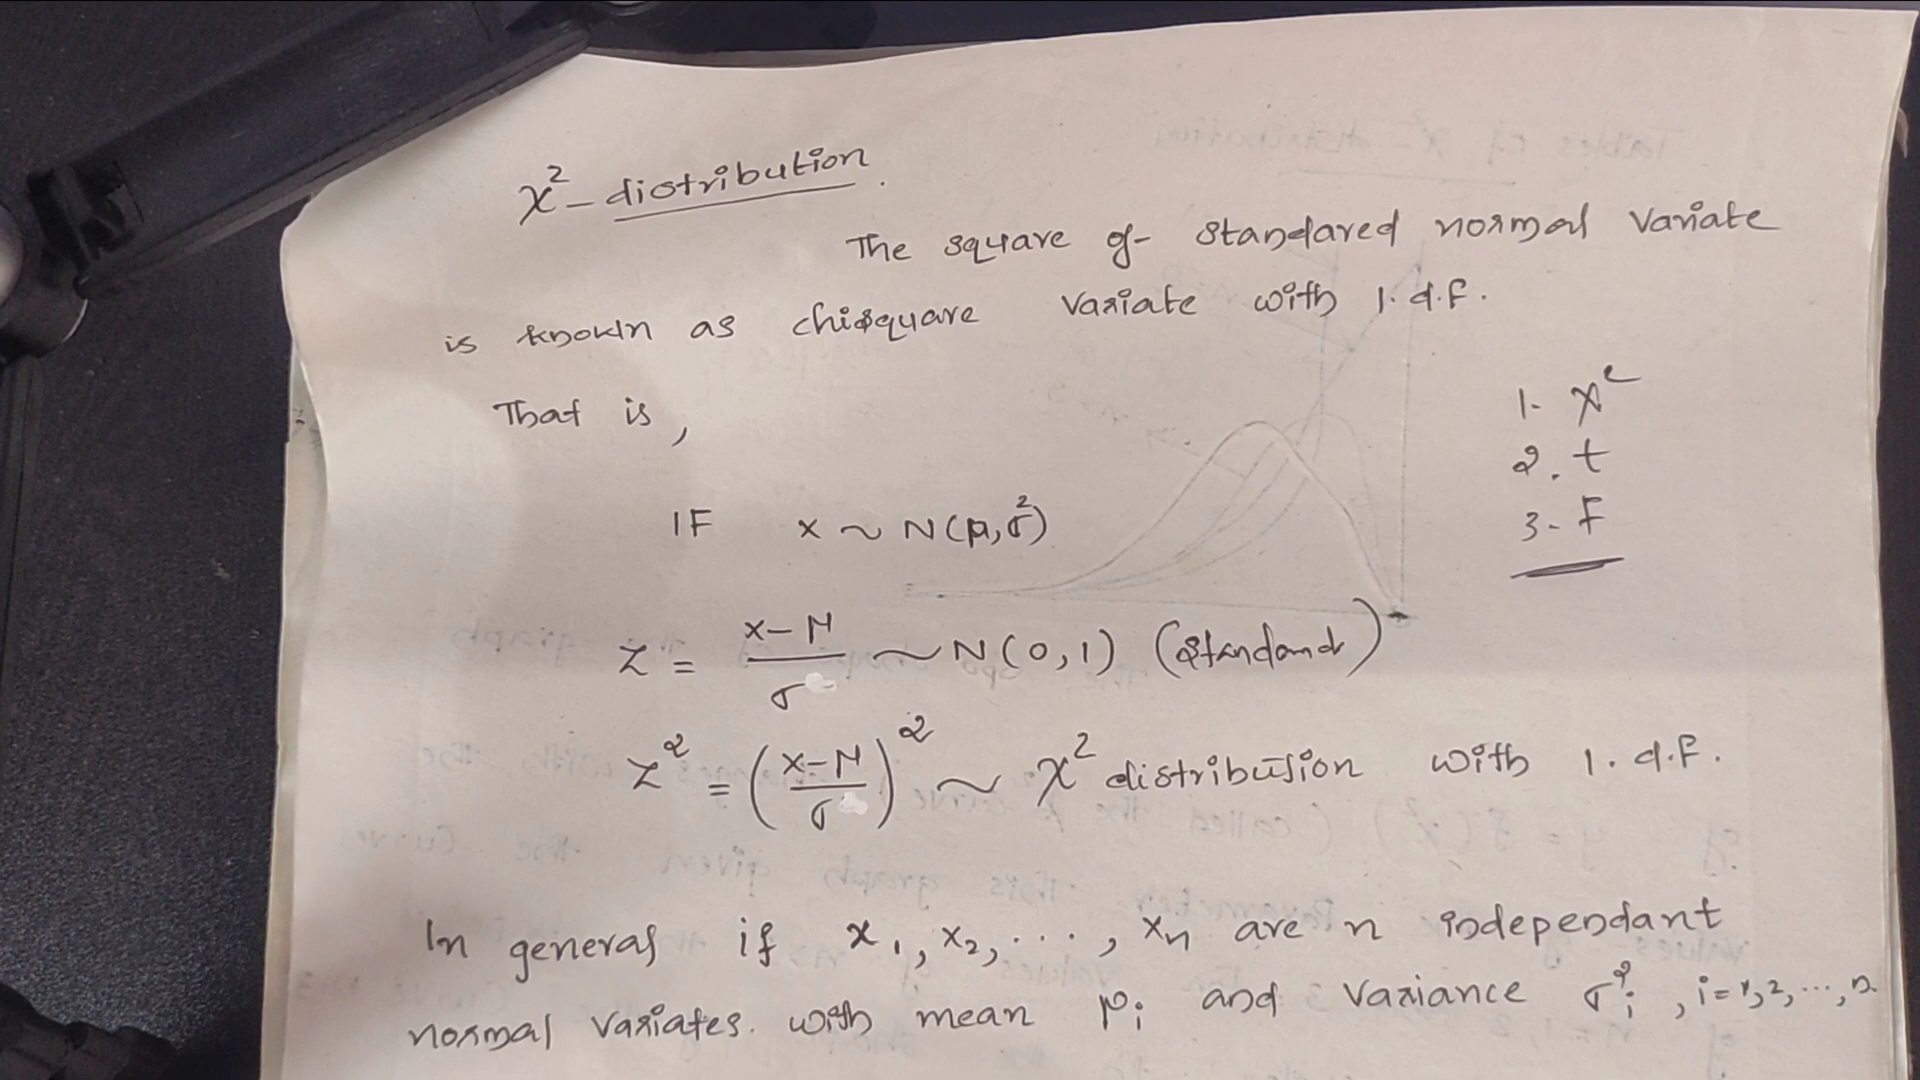 χ² - distribution.
The square of standared normal variate
is known as chisquare variate with 1. d.f.
That is,
1. χ²
2. t
3. F
IF x ~ N(μ, σ²)
Z = x-μ / σ ~ N(0,1) (Standard)
Z² = (x-μ / σ)² ~ χ² distribution with 1. d.f.
In general if x₁, x₂, ..., xn are n independant
normal variates. with mean μi and variance σ²i, i=1,2,...,n.